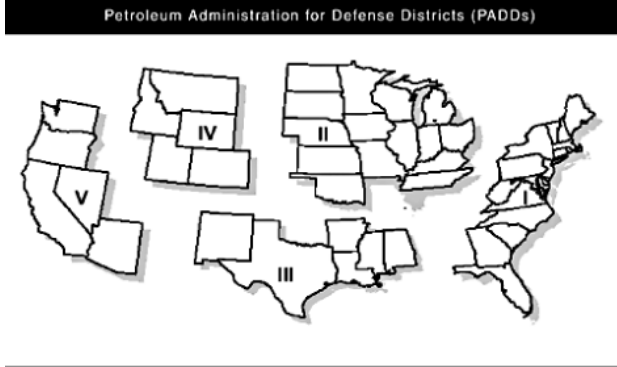 Petroleum Administration for Defense Districts (PADDs)
IV
II
V
I
III